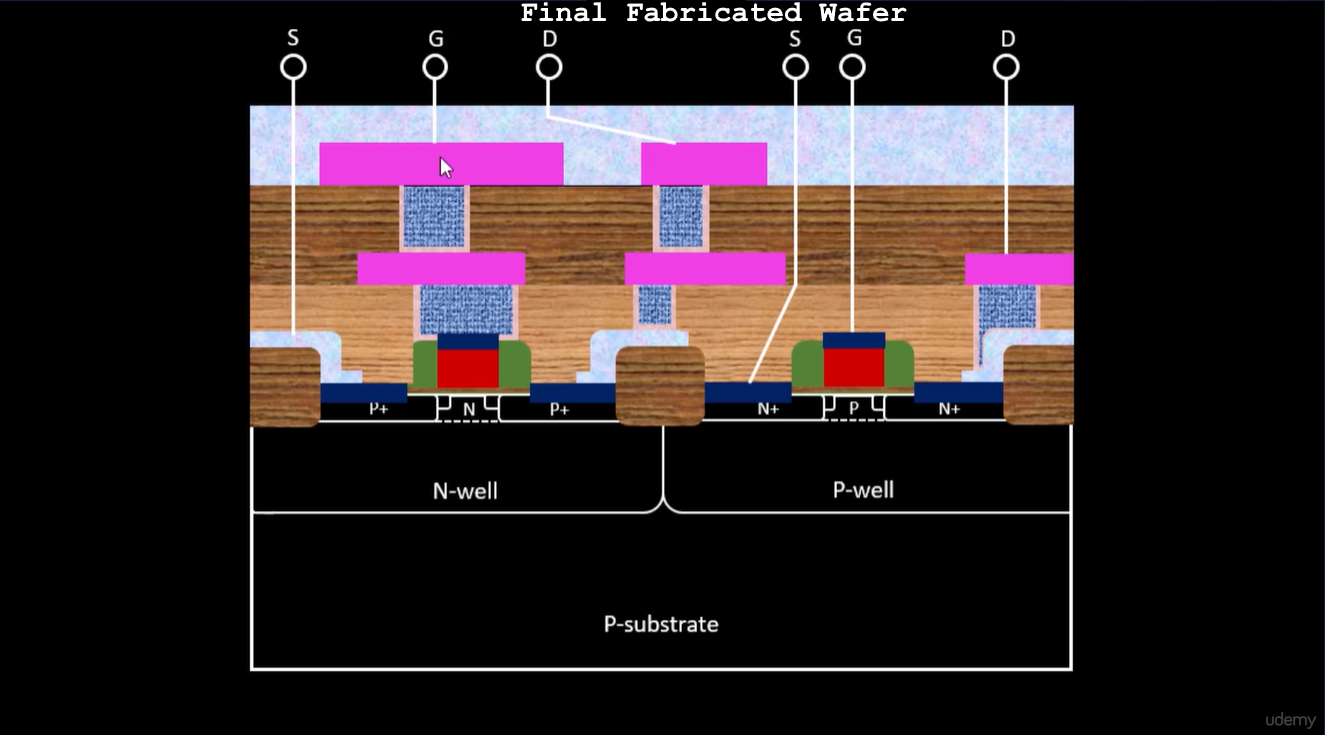 Final Fabricated Wafer
S G D S G D
P+ N P+ N+ P N+
N-well P-well
P-substrate
udemy